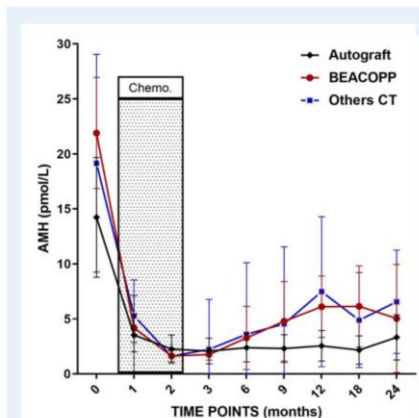 30
25
20
15
10
5
0
AMH (pmol/L)
Chemo.
Autograft
BEACOPP
Others CT
0 1 2 3 6 9 12 18 24
TIME POINTS (months)